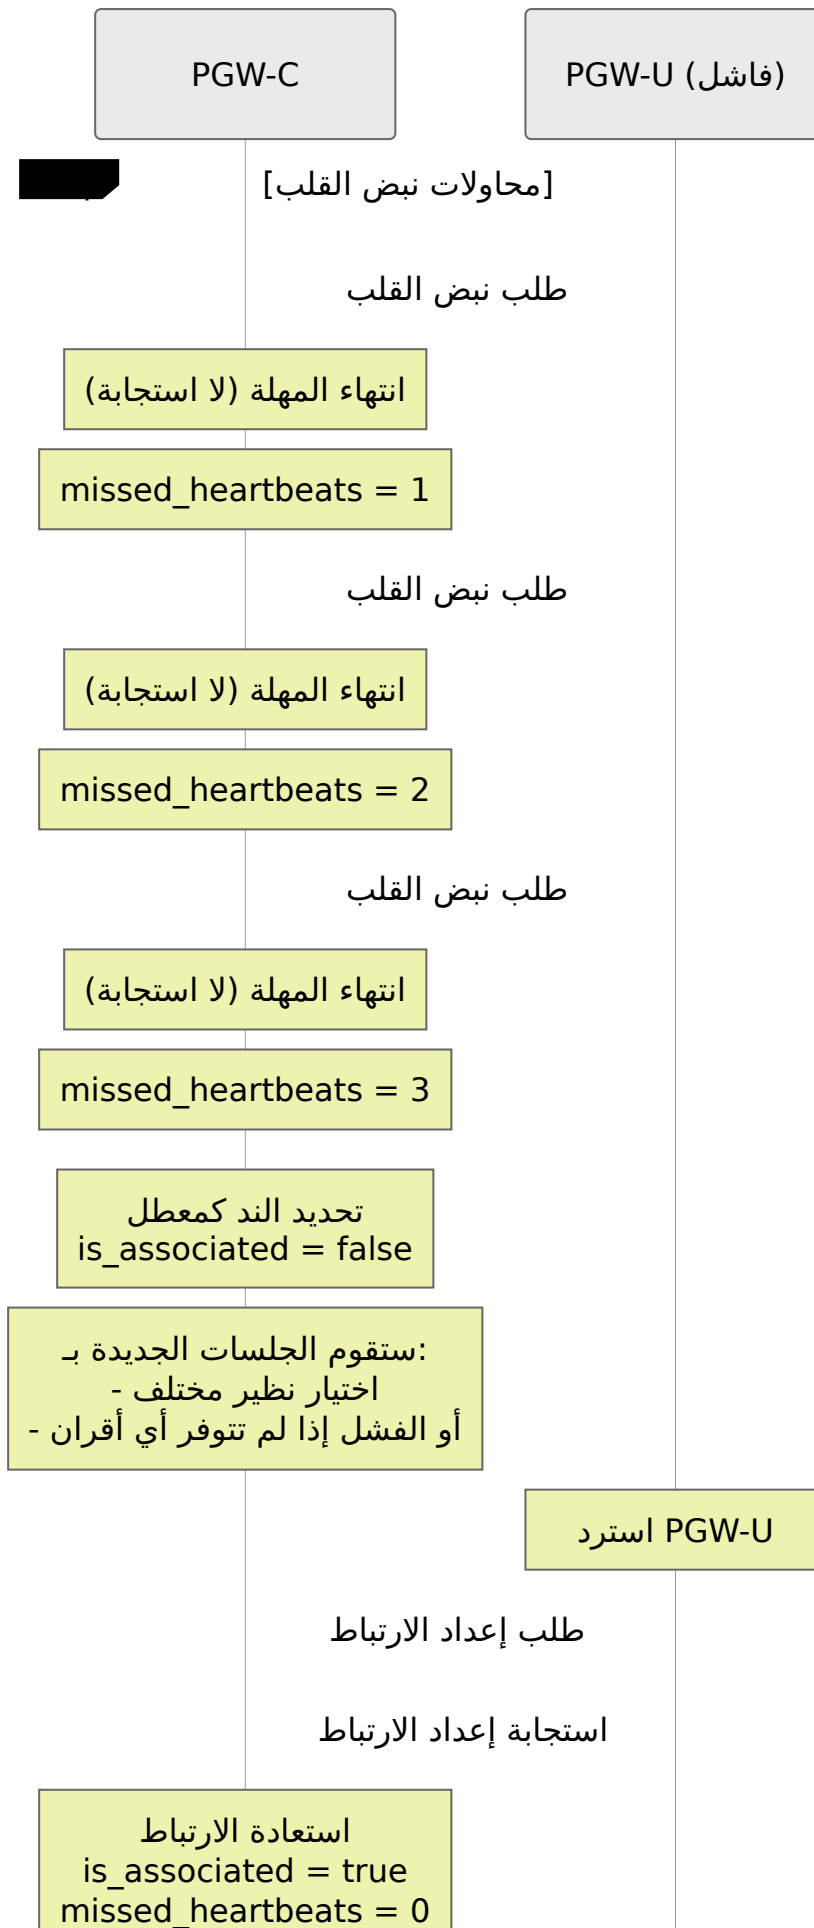 PGW-C
PGW-U (فاشل)
[محاولات نبض القلب]
طلب نبض القلب
انتهاء المهلة (لا استجابة)
missed_heartbeats = 1
طلب نبض القلب
انتهاء المهلة (لا استجابة)
missed_heartbeats = 2
طلب نبض القلب
انتهاء المهلة (لا استجابة)
missed_heartbeats = 3
تحديد الند كمعطل
is_associated = false
ستقوم الجلسات الجديدة بـ:
- اختيار نظير مختلف
- أو الفشل إذا لم تتوفر أي أقران
استرد PGW-U
طلب إعداد الارتباط
استجابة إعداد الارتباط
استعادة الارتباط
is_associated = true
missed_heartbeats = 0